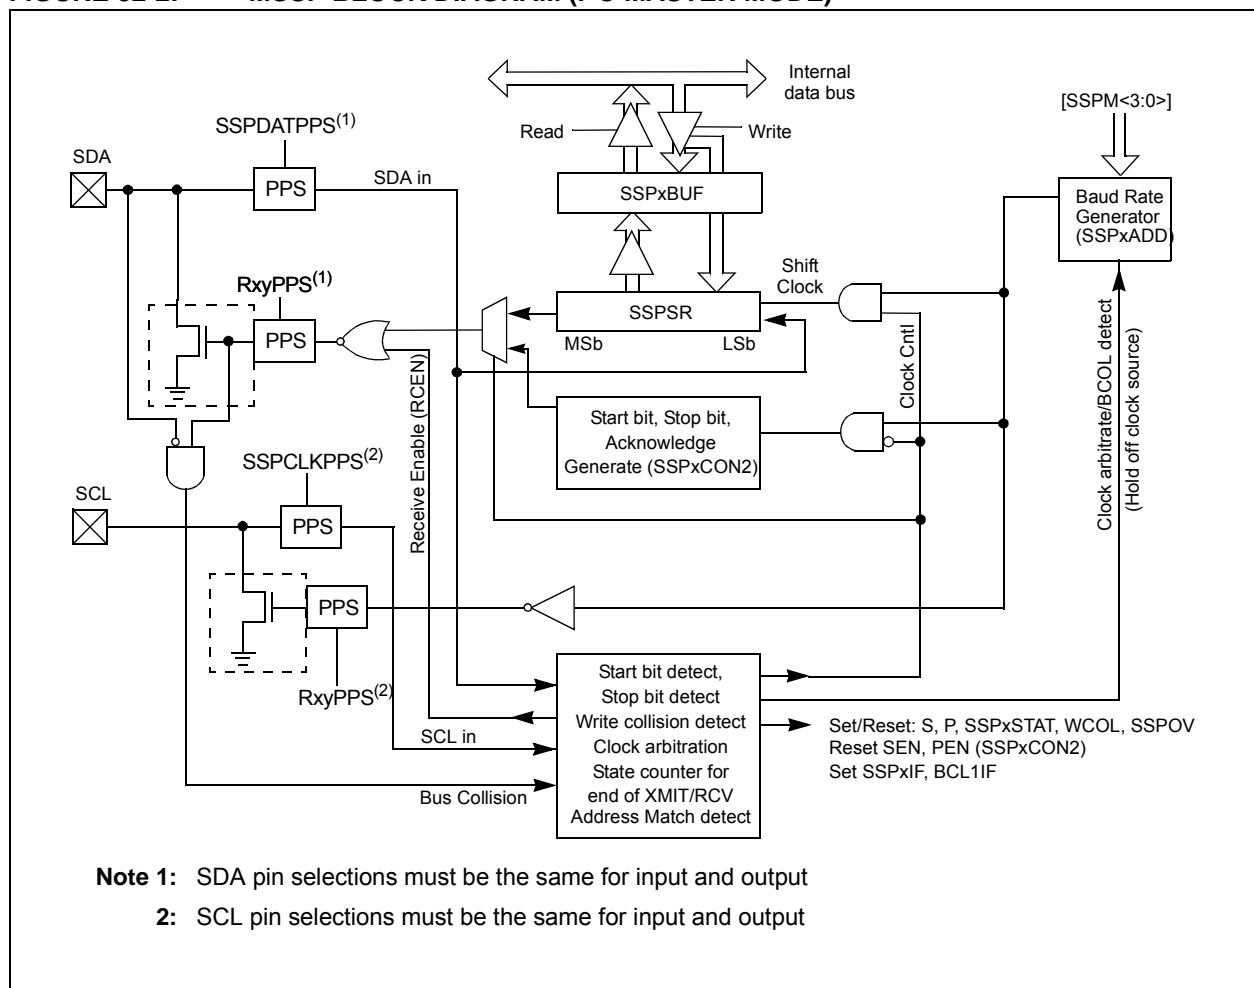 Internal
data bus
[SSPM<3:0>]
SSPDATPPS(1)
Read
Write
SDA
PPS
SDA in
SSPxBUF
Baud Rate
Generator
(SSPxADD)
RxyPPS(1)
Shift
Clock
PPS
SSPSR
MSb
LSb
Clock Cntl
Receive Enable (RCEN)
Clock arbitrate/BCOL detect
(Hold off clock source)
Start bit, Stop bit,
Acknowledge
Generate (SSPxCON2)
SSPCLKPPS(2)
SCL
PPS
PPS
RxyPPS(2)
SCL in
Bus Collision
Start bit detect,
Stop bit detect
Write collision detect
Clock arbitration
State counter for
end of XMIT/RCV
Address Match detect
Set/Reset: S, P, SSPxSTAT, WCOL, SSPOV
Reset SEN, PEN (SSPxCON2)
Set SSPxIF, BCL1IF
Note 1: SDA pin selections must be the same for input and output
2: SCL pin selections must be the same for input and output